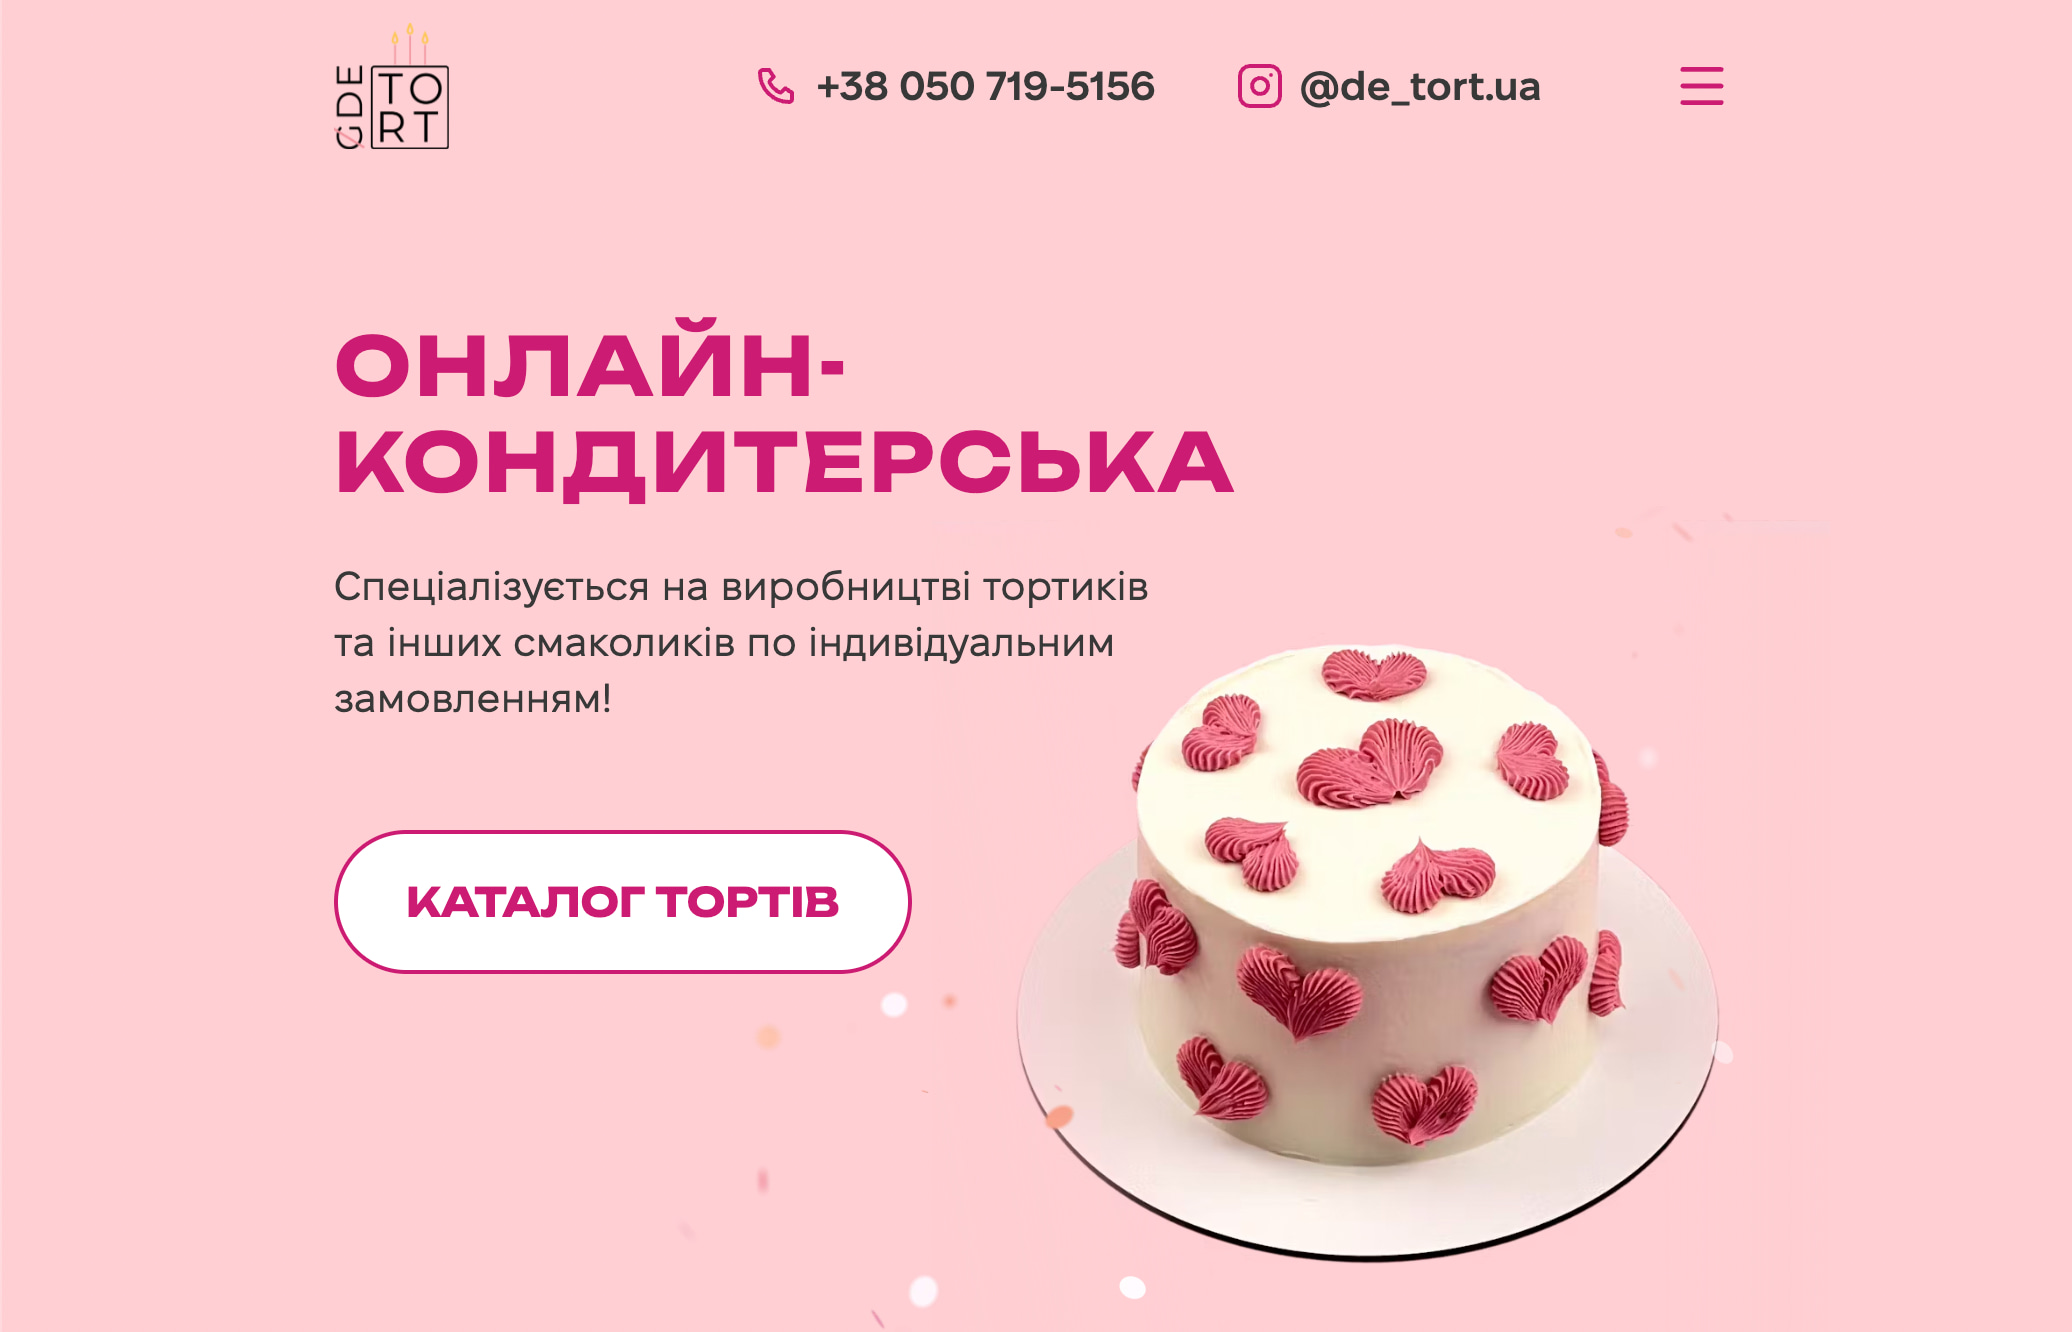 GDE
TO
RT
+38 050 719-5156
@de_tort.ua
ОНЛАЙН-
КОНДИТЕРСЬКА
Спеціалізується на виробництві тортиків
та інших смаколиків по індивідуальним
замовленням!
КАТАЛОГ ТОРТІВ